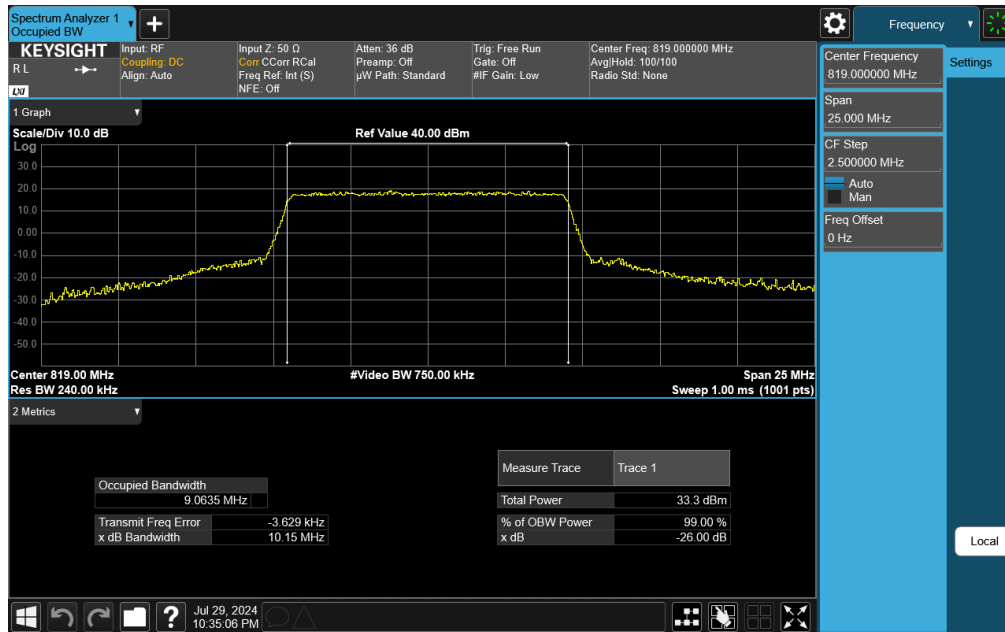 Spectrum Analyzer 1
Occupied BW
Frequency
KEYSIGHT
R L
LXI
Input: RF
Coupling: DC
Align: Auto
Input Z: 50 Ω
Corr CCorr RCal
Freq Ref: Int (S)
NFE: Off
Atten: 36 dB
Preamp: Off
µW Path: Standard
Trig: Free Run
Gate: Off
#IF Gain: Low
Center Freq: 819.000000 MHz
Avg|Hold: 100/100
Radio Std: None
1 Graph
Scale/Div 10.0 dB
Ref Value 40.00 dBm
Log
30.0
20.0
10.0
0.00
-10.0
-20.0
-30.0
-40.0
-50.0
Center 819.00 MHz
#Video BW 750.00 kHz
Span 25 MHz
Res BW 240.00 kHz
Sweep 1.00 ms (1001 pts)
2 Metrics
Occupied Bandwidth
9.0635 MHz
Transmit Freq Error -3.629 kHz
x dB Bandwidth 10.15 MHz
Measure Trace Trace 1
Total Power 33.3 dBm
% of OBW Power 99.00 %
x dB -26.00 dB
Center Frequency
819.000000 MHz
Span
25.000 MHz
CF Step
2.500000 MHz
Auto
Man
Freq Offset
0 Hz
Settings
Local
?
Jul 29, 2024
10:35:06 PM